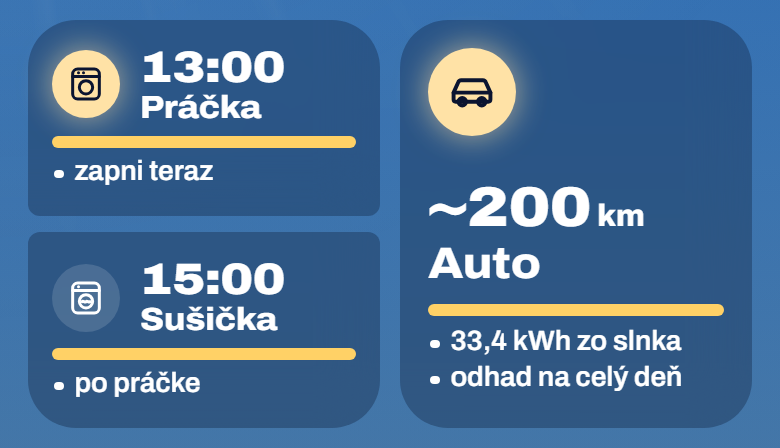 13:00
Práčka
zapni teraz
15:00
Sušička
po práčke
~200 km
Auto
33,4 kWh zo slnka
odhad na celý deň